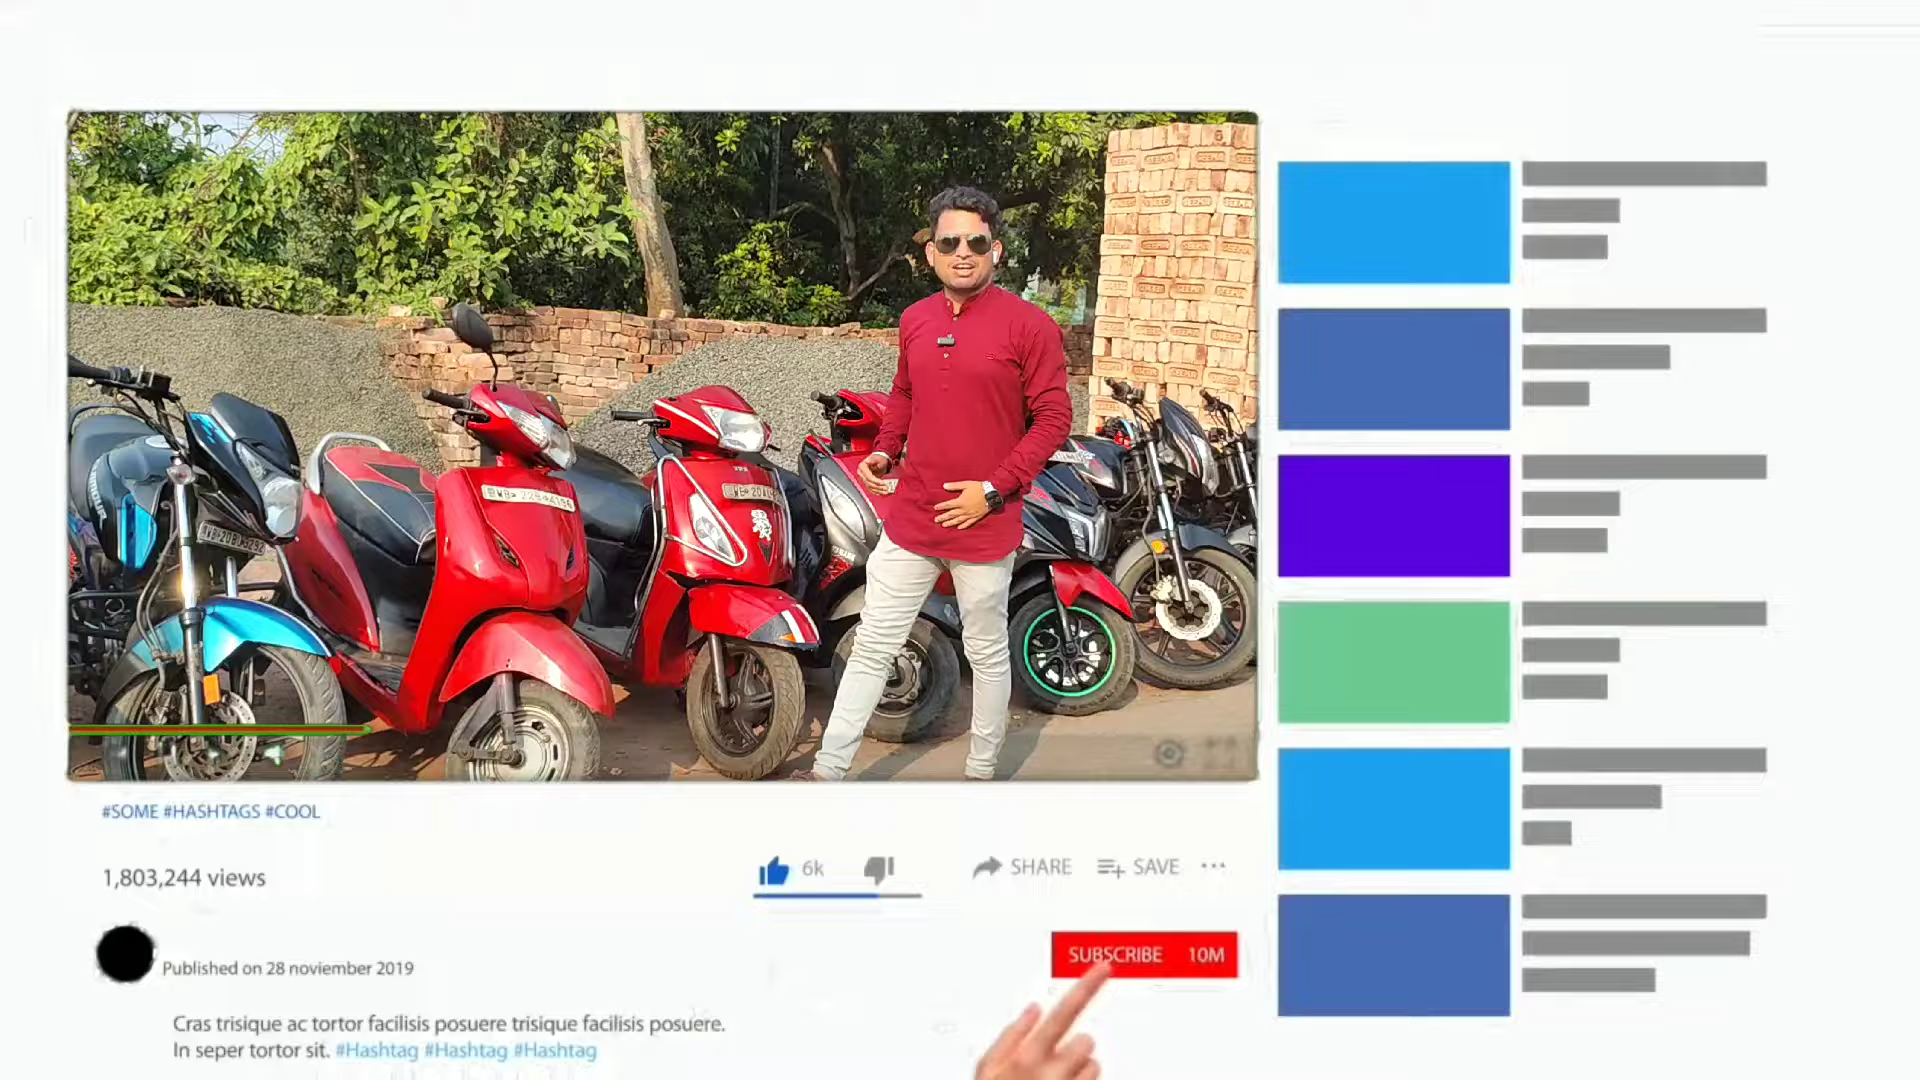 #SOME #HASHTAGS #COOL
1,803,244 views
6k
SHARE
SAVE
SUBSCRIBE 10M
Published on 28 noviember 2019
Cras trisique ac tortor facilisis posuere trisique facilisis posuere.
In seper tortor sit. #Hashtag #Hashtag #Hashtag